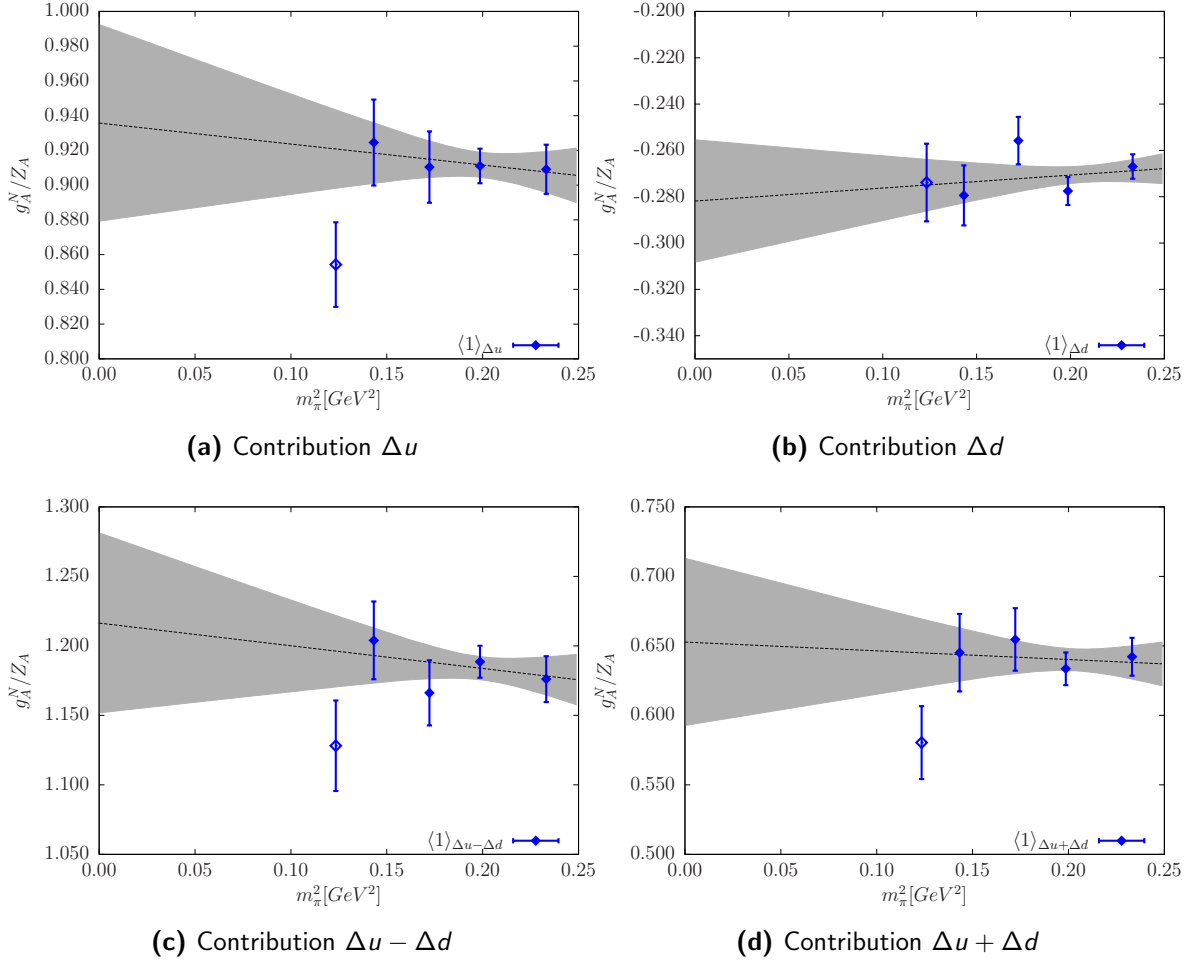 1.000
0.980
0.960
0.940
0.920
0.900
0.880
0.860
0.840
0.820
0.800
g_A^N/Z_A
0.00 0.05 0.10 0.15 0.20 0.25
m_π^2[GeV^2]
⟨1⟩_Δu
(a) Contribution Δu
-0.200
-0.220
-0.240
-0.260
-0.280
-0.300
-0.320
-0.340
g_A^N/Z_A
0.00 0.05 0.10 0.15 0.20 0.25
m_π^2[GeV^2]
⟨1⟩_Δd
(b) Contribution Δd
1.300
1.250
1.200
1.150
1.100
1.050
g_A^N/Z_A
0.00 0.05 0.10 0.15 0.20 0.25
m_π^2[GeV^2]
⟨1⟩_Δu−Δd
(c) Contribution Δu − Δd
0.750
0.700
0.650
0.600
0.550
0.500
g_A^N/Z_A
0.00 0.05 0.10 0.15 0.20 0.25
m_π^2[GeV^2]
⟨1⟩_Δu+Δd
(d) Contribution Δu + Δd